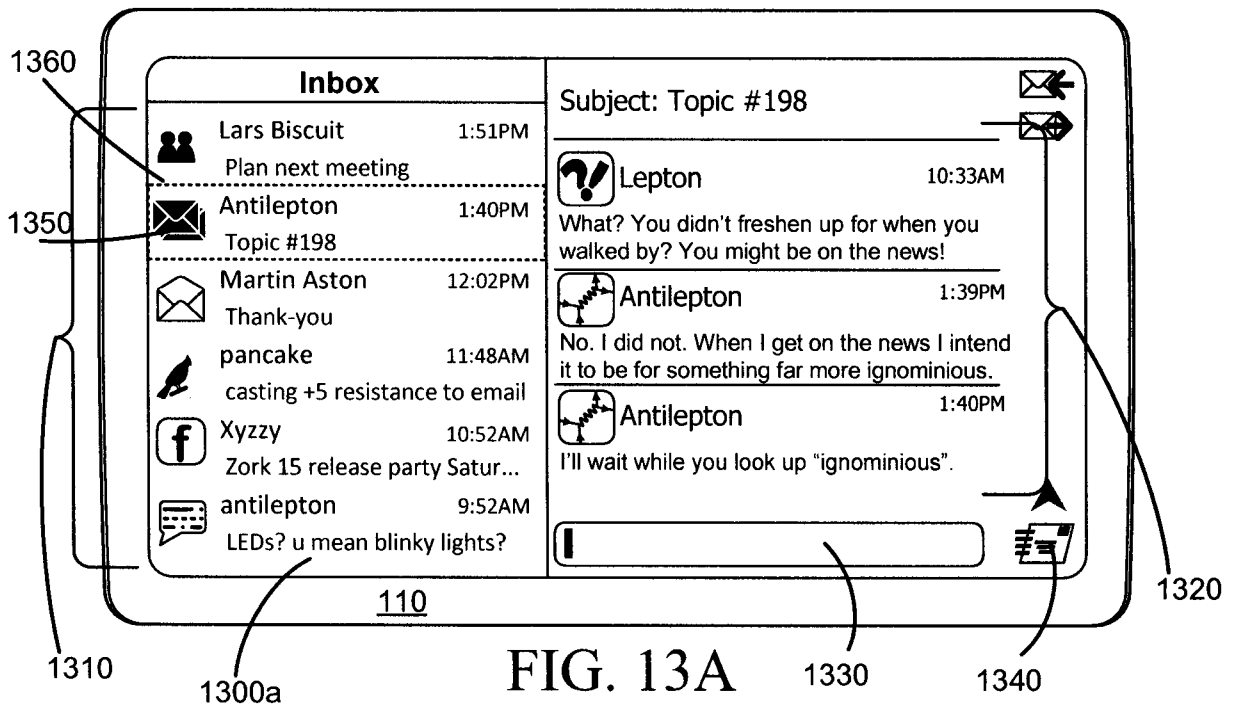 1360
Inbox
Lars Biscuit 1:51PM
Plan next meeting
1350
Antilepton 1:40PM
Topic #198
Martin Aston 12:02PM
Thank-you
pancake 11:48AM
casting +5 resistance to email
f
Xyzzy 10:52AM
Zork 15 release party Satur...
antilepton 9:52AM
LEDs? u mean blinky lights?
Subject: Topic #198
?!
Lepton 10:33AM
What? You didn't freshen up for when you
walked by? You might be on the news!
Antilepton 1:39PM
No. I did not. When I get on the news I intend
it to be for something far more ignominious.
Antilepton 1:40PM
I'll wait while you look up “ignominious”.
110
1320
1310
1300a
FIG. 13A
1330
1340